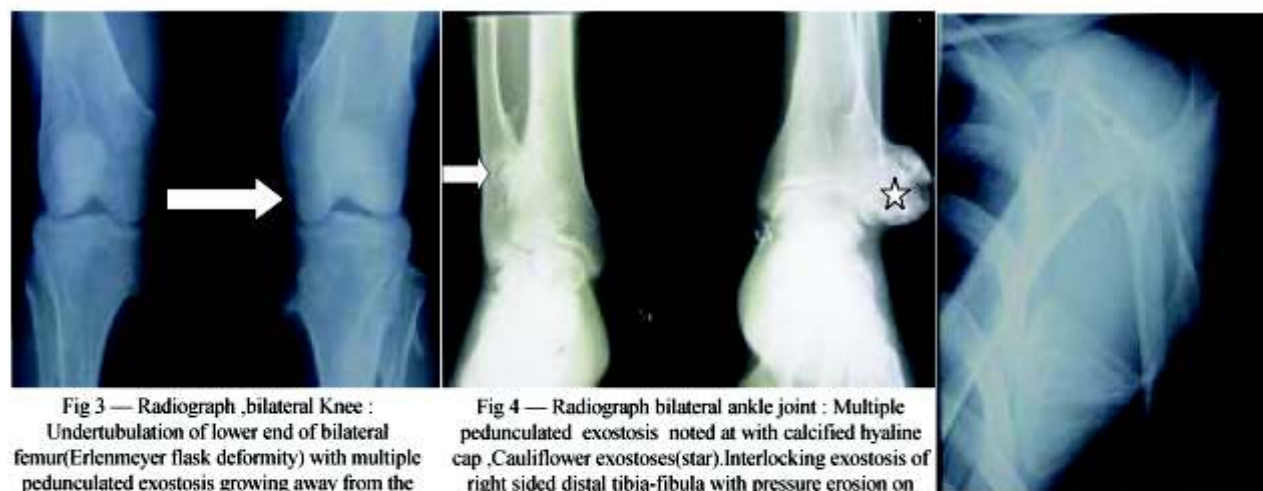 Fig 3 — Radiograph ,bilateral Knee :
Undertubulation of lower end of bilateral
femur(Erlenmeyer flask deformity) with multiple
pedunculated exostosis growing away from the
Fig 4 — Radiograph bilateral ankle joint : Multiple
pedunculated exostosis noted at with calcified hyaline
cap ,Cauliflower exostoses(star).Interlocking exostosis of
right sided distal tibia-fibula with pressure erosion on